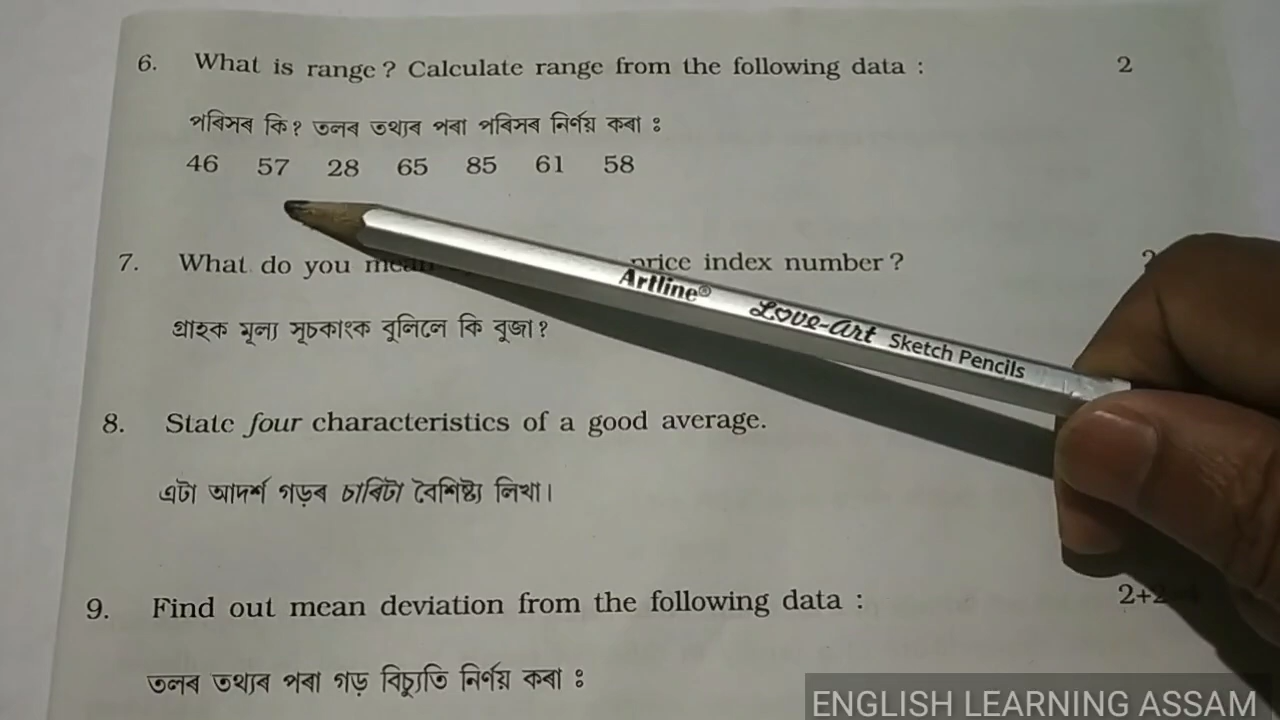 6. What is range? Calculate range from the following data : 2
পৰিসৰ কি? তলৰ তথ্যৰ পৰা পৰিসৰ নিৰ্ণয় কৰা ঃ
46 57 28 65 85 61 58
7. What do you mean price index number?
গ্ৰাহক মূল্য সূচকাংক বুলিলে কি বুজা?
8. State four characteristics of a good average.
এটা আদৰ্শ গড়ৰ চাৰিটা বৈশিষ্ট্য লিখা।
9. Find out mean deviation from the following data :
তলৰ তথ্যৰ পৰা গড় বিচ্যুতি নিৰ্ণয় কৰা ঃ
Artline® Love-Art Sketch Pencils
ENGLISH LEARNING ASSAM